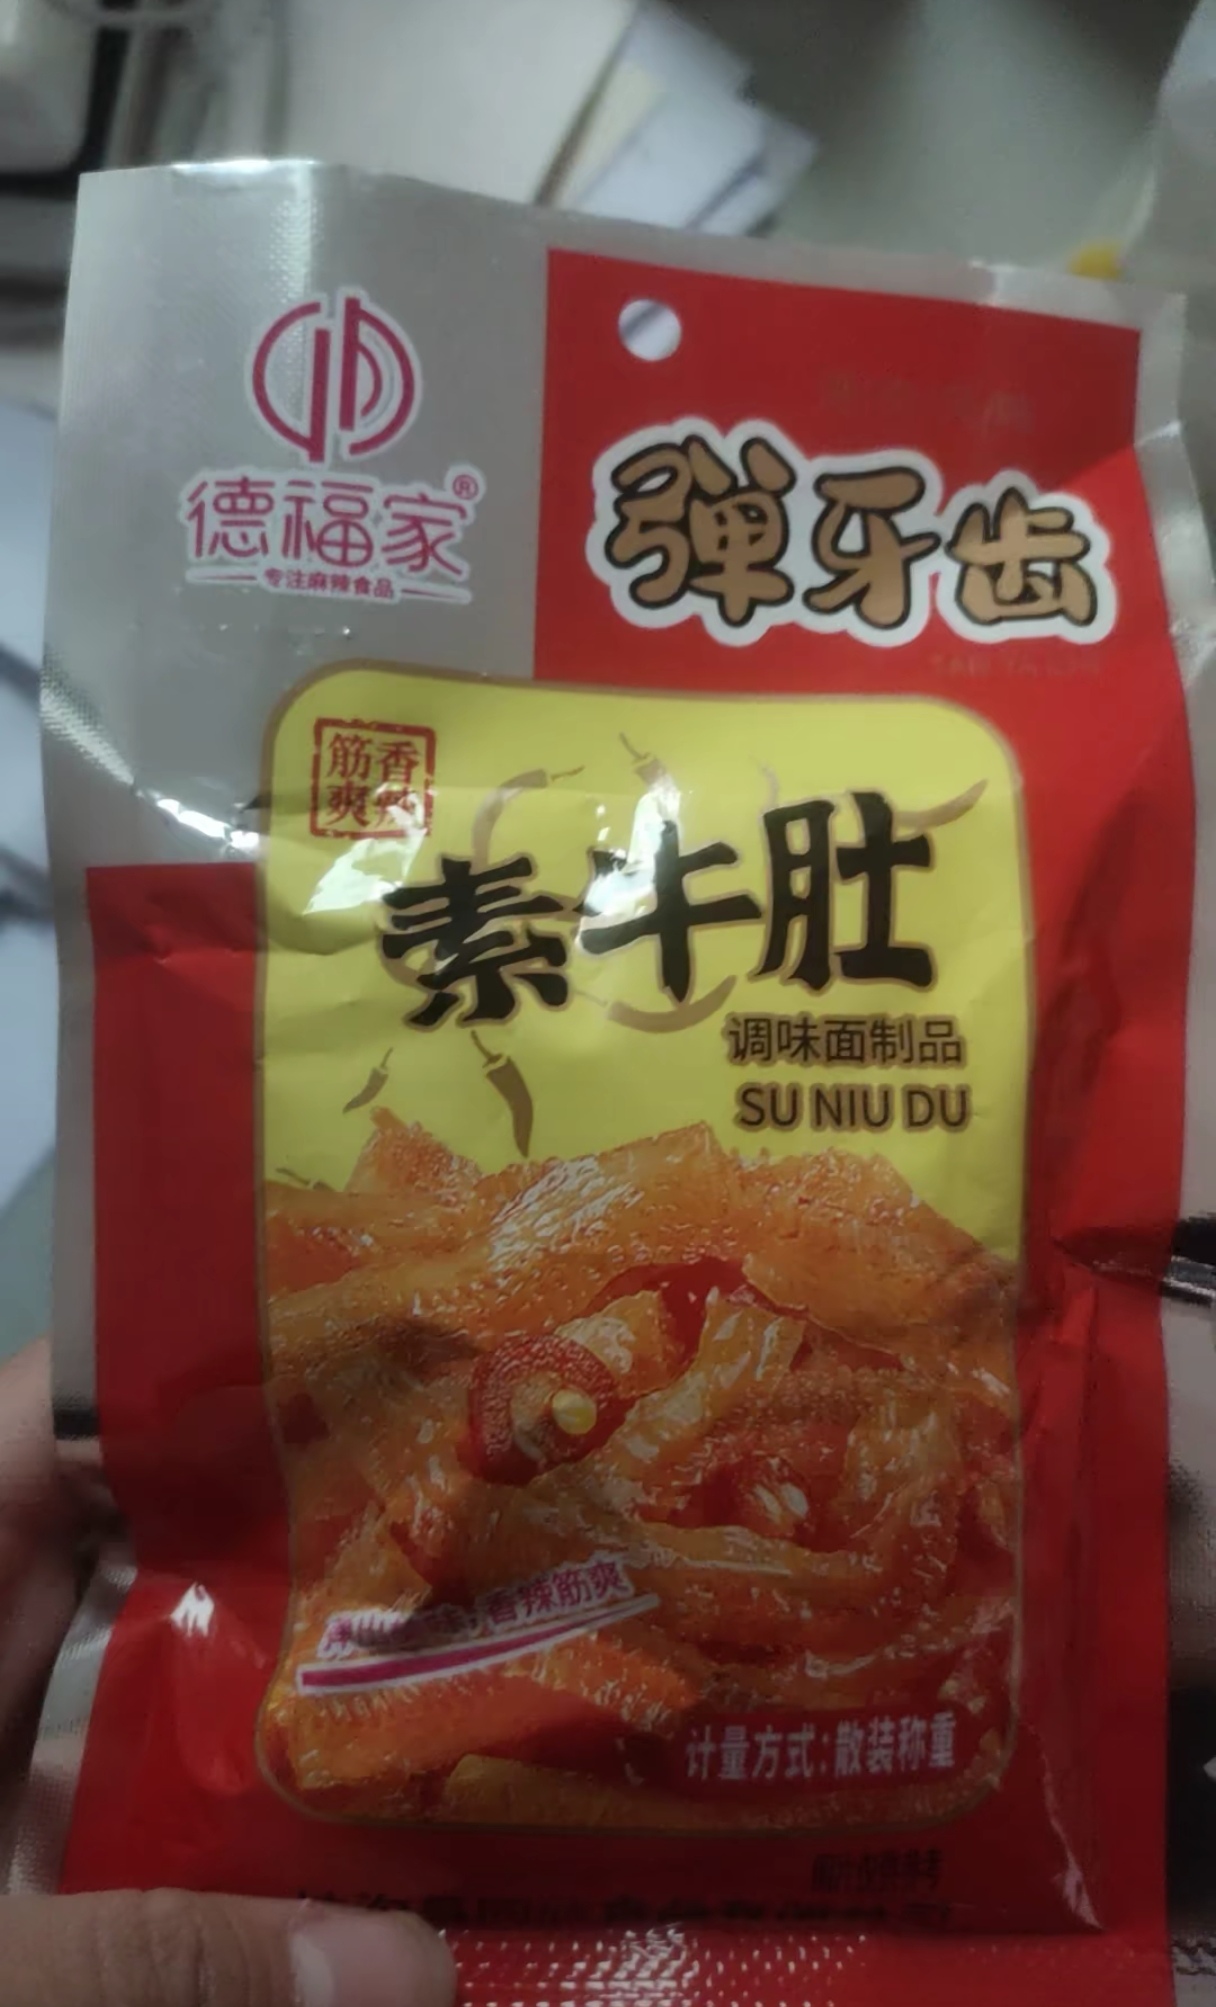 德福家®
专注麻辣食品
弹牙齿
香辣
筋爽
素牛肚
调味面制品
SU NIU DU
香辣筋爽
计量方式:散装称重